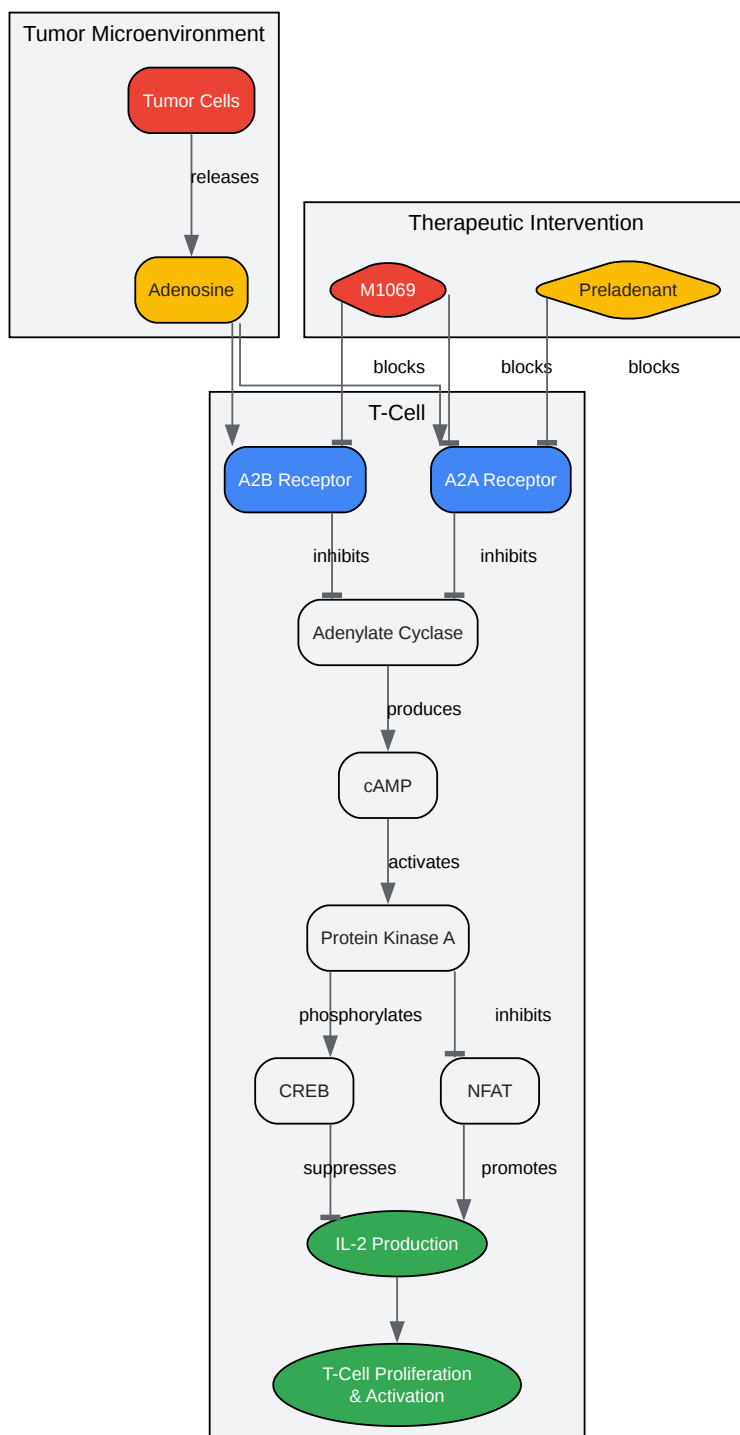 Tumor Microenvironment
Tumor Cells
releases
Adenosine
Therapeutic Intervention
M1069
Preladenant
blocks
blocks
blocks
T-Cell
A2B Receptor
A2A Receptor
inhibits
inhibits
Adenylate Cyclase
produces
cAMP
activates
Protein Kinase A
phosphorylates
inhibits
CREB
NFAT
suppresses
promotes
IL-2 Production
T-Cell Proliferation
& Activation